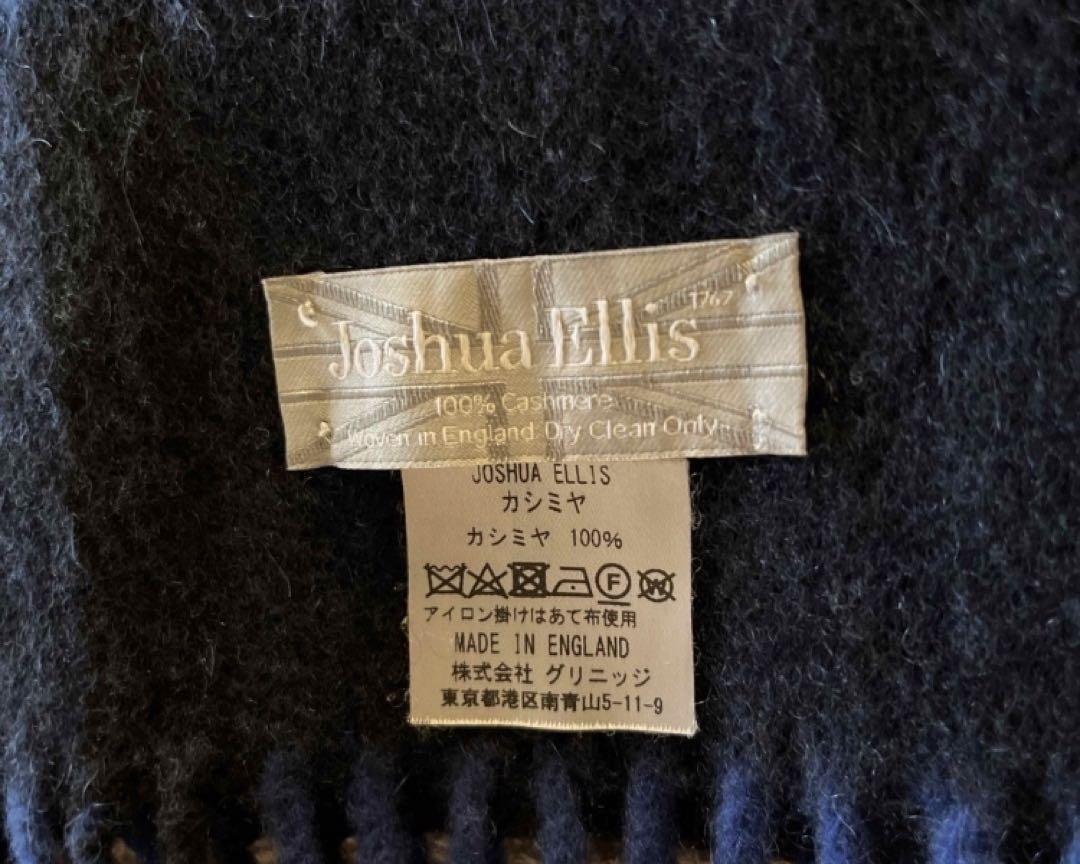 Joshua Ellis 1767
100% Cashmere
Woven in England Dry Clean Only
JOSHUA ELLIS
カシミヤ
カシミヤ 100%
F W
アイロン掛けはあて布使用
MADE IN ENGLAND
株式会社 グリニッジ
東京都港区南青山5-11-9